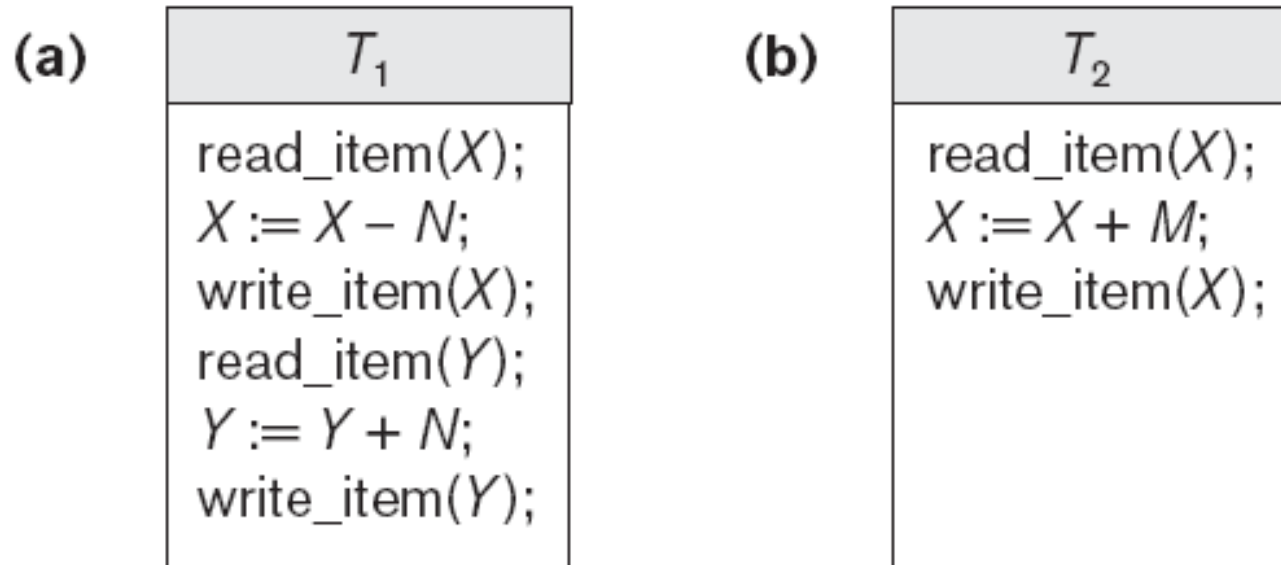 (a)
T₁
read_item(X);
X := X – N;
write_item(X);
read_item(Y);
Y := Y + N;
write_item(Y);
(b)
T₂
read_item(X);
X := X + M;
write_item(X);